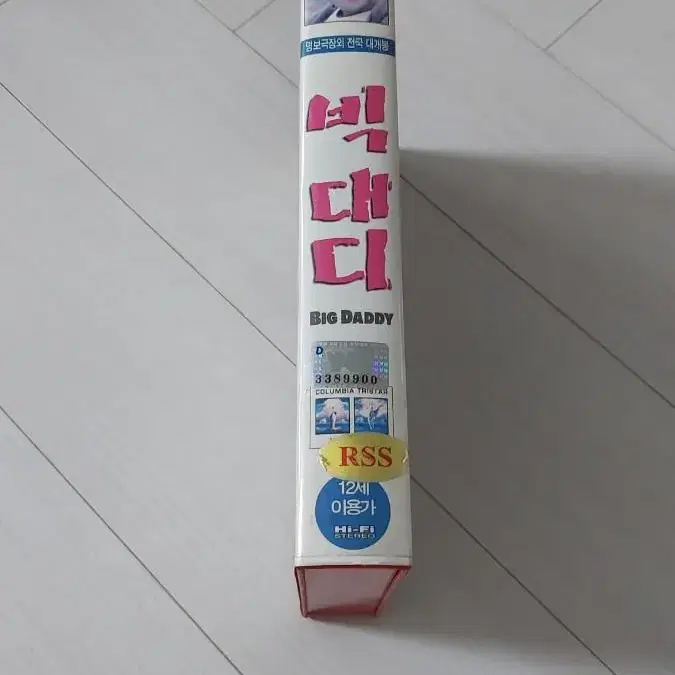 명보극장외 전국 대개봉
빅
대
디
BIG DADDY
D
3389900
COLUMBIA TRISTAR
RSS
12세
이용가
Hi-Fi
STEREO